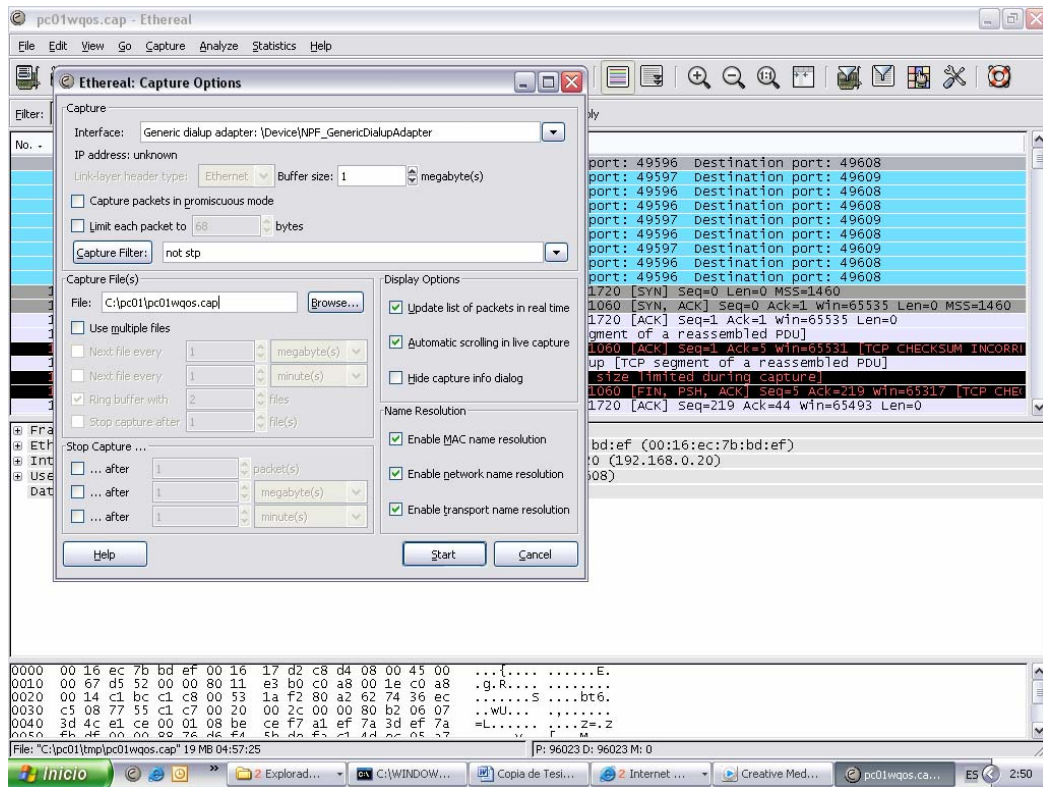 pc01wqos.cap - Ethereal
File Edit View Go Capture Analyze Statistics Help
Ethereal: Capture Options
Filter:
Capture
Interface: Generic dialup adapter: \Device\NPF_GenericDialupAdapter
IP address: unknown
Link-layer header type: Ethernet Buffer size: 1 megabyte(s)
Capture packets in promiscuous mode
Limit each packet to 68 bytes
Capture Filter: not stp
Capture File(s)
File: C:\pc01\pc01wqos.cap Browse...
Use multiple files
Next file every 1 megabyte(s)
Next file every 1 minute(s)
Ring buffer with 2 files
Stop capture after 1 file(s)
Stop Capture ...
... after 1 packet(s)
... after 1 megabyte(s)
... after 1 minute(s)
Display Options
Update list of packets in real time
Automatic scrolling in live capture
Hide capture info dialog
Name Resolution
Enable MAC name resolution
Enable network name resolution
Enable transport name resolution
Help Start Cancel
No. -
port: 49596 Destination port: 49608
port: 49597 Destination port: 49609
port: 49596 Destination port: 49608
port: 49596 Destination port: 49608
port: 49597 Destination port: 49609
port: 49596 Destination port: 49608
port: 49597 Destination port: 49609
port: 49596 Destination port: 49608
port: 49596 Destination port: 49608
1720 [SYN] Seq=0 Len=0 MSS=1460
1060 [SYN, ACK] Seq=0 Ack=1 Win=65535 Len=0 MSS=1460
1720 [ACK] Seq=1 Ack=1 Win=65535 Len=0
gment of a reassembled PDU]
1060 [ACK] Seq=1 Ack=5 Win=65531 [TCP CHECKSUM INCORR
up [TCP segment of a reassembled PDU]
size limited during capture]
1060 [FIN, PSH, ACK] Seq=5 Ack=219 Win=65317 [TCP CHE
1720 [ACK] Seq=219 Ack=44 Win=65493 Len=0
Fra
Eth bd:ef (00:16:ec:7b:bd:ef)
Int 0 (192.168.0.20)
Use 608)
Dat
0000 00 16 ec 7b bd ef 00 16 17 d2 c8 d4 08 00 45 00 ...{.... ......E.
0010 00 67 d5 52 00 00 80 11 e3 b0 c0 a8 00 1e c0 a8 .g.R.... ........
0020 00 14 c1 bc c1 c8 00 53 1a f2 80 a2 62 74 36 ec .......S ....bt6.
0030 c5 08 77 55 c1 c7 00 20 00 2c 00 00 80 b2 06 07 ..wU... .,......
0040 3d 4c e1 ce 00 01 08 be ce f7 a1 ef 7a 3d ef 7a =L...... ....z=.z
File: "C:\pc01\tmp\pc01wqos.cap" 19 MB 04:57:25 P: 96023 D: 96023 M: 0
Inicio 2 Explorad... C:\WINDOW... Copia de Tesi... 2 Internet ... Creative Med... pc01wqos.ca... ES 2:50